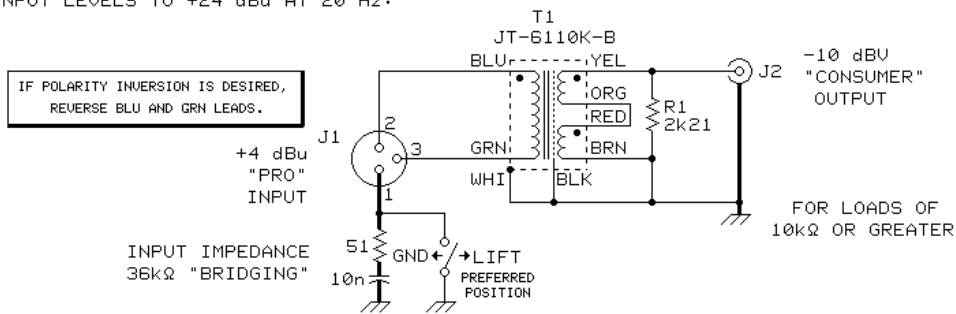 INPUT LEVELS TO +24 dBu AT 20 Hz.
T1
JT-6110K-B
BLU
YEL
-10 dBV
"CONSUMER"
OUTPUT
J2
IF POLARITY INVERSION IS DESIRED,
REVERSE BLU AND GRN LEADS.
ORG
RED
R1
2k21
J1
2
3
GRN
BRN
+4 dBu
"PRO"
INPUT
WHI
BLK
1
FOR LOADS OF
10kΩ OR GREATER
INPUT IMPEDANCE
36kΩ "BRIDGING"
51
GND
LIFT
10n
PREFERRED
POSITION